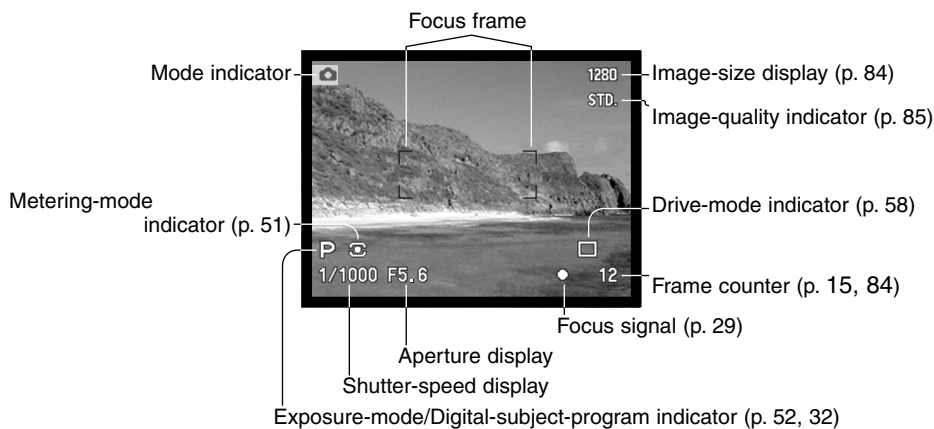 Focus frame
Mode indicator
1280
Image-size display (p. 84)
STD.
Image-quality indicator (p. 85)
Metering-mode
indicator (p. 51)
Drive-mode indicator (p. 58)
P
1/1000 F5.6
12
Frame counter (p. 15, 84)
Focus signal (p. 29)
Aperture display
Shutter-speed display
Exposure-mode/Digital-subject-program indicator (p. 52, 32)